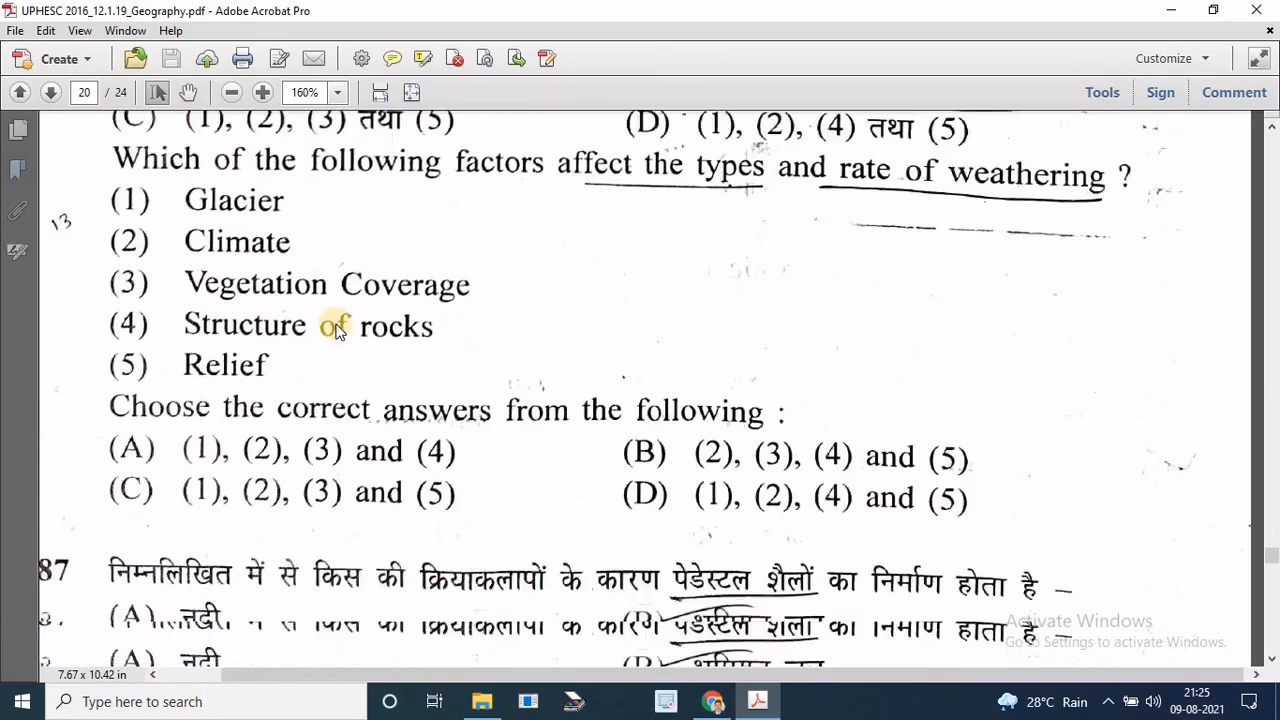 UPHESC 2016_12.1.19_Geography.pdf - Adobe Acrobat Pro
File Edit View Window Help
Create Customize
20 / 24 160% Tools Sign Comment
(C) (1), (2), (3) तथा (5) (D) (1), (2), (4) तथा (5)
Which of the following factors affect the types and rate of weathering ?
(1) Glacier
13
(2) Climate
(3) Vegetation Coverage
(4) Structure of rocks
(5) Relief
Choose the correct answers from the following :
(A) (1), (2), (3) and (4) (B) (2), (3), (4) and (5)
(C) (1), (2), (3) and (5) (D) (1), (2), (4) and (5)
87 निम्नलिखित में से किस की क्रियाकलापों के कारण पेडेस्टल शैलों का निर्माण होता है –
(A) नदी
Activate Windows
(A) नदी
Go to Settings to activate Windows.
7.67 x 10.42 in
Type here to search 28°C Rain 21:25
09-08-2021